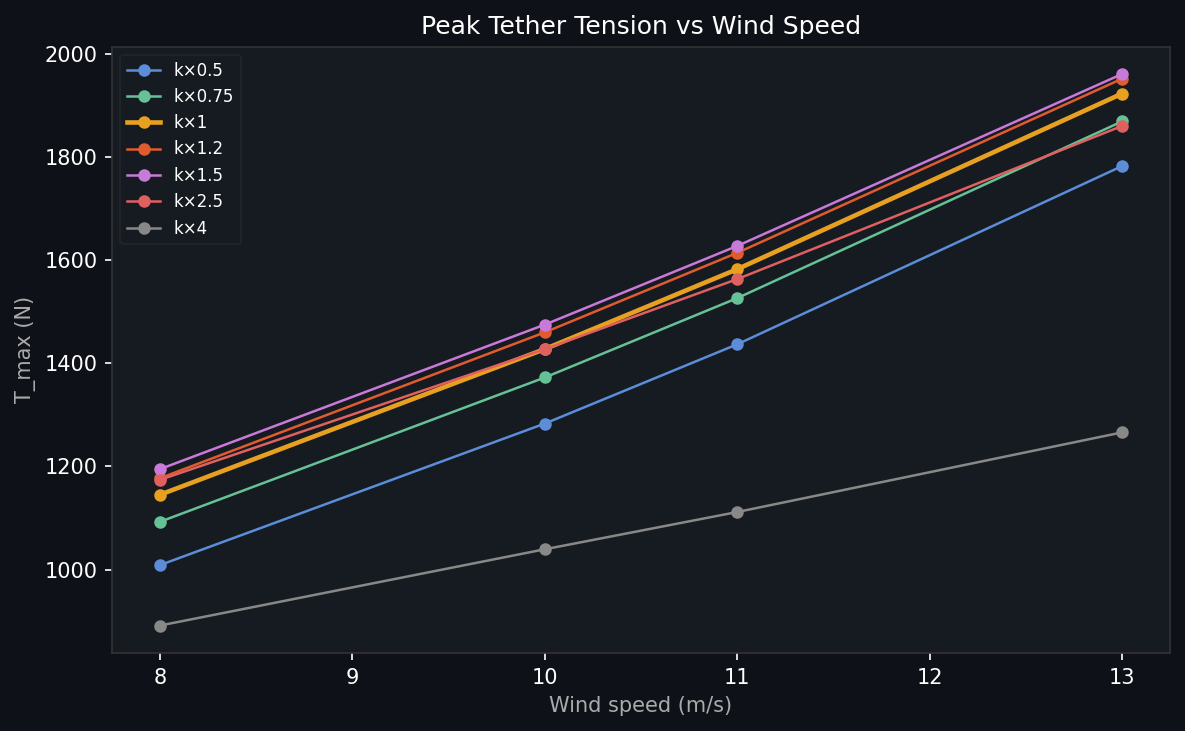 Peak Tether Tension vs Wind Speed
k×0.5
k×0.75
k×1
k×1.2
k×1.5
k×2.5
k×4
T_max (N)
2000
1800
1600
1400
1200
1000
8
9
10
11
12
13
Wind speed (m/s)